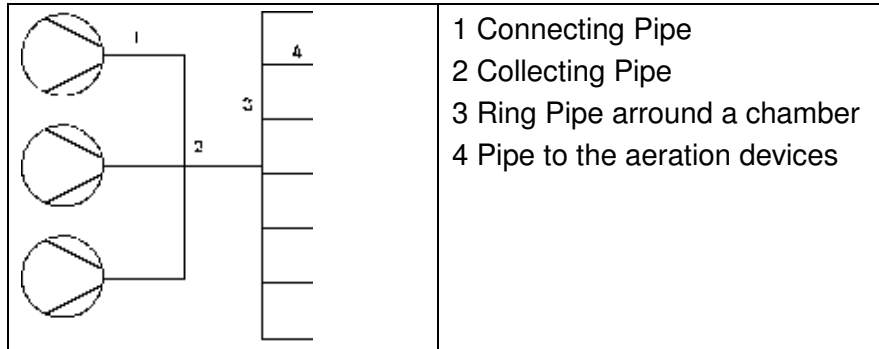 1
4
3
2
1 Connecting Pipe
2 Collecting Pipe
3 Ring Pipe arround a chamber
4 Pipe to the aeration devices